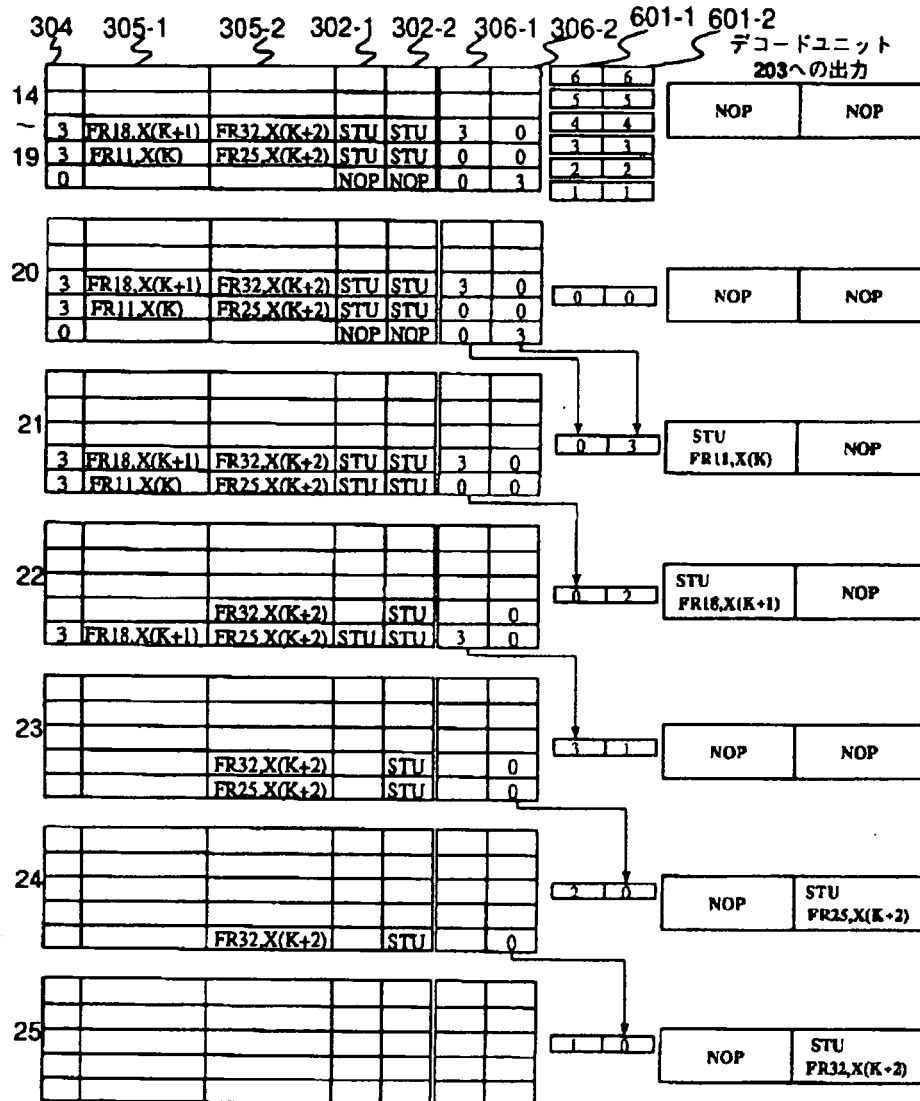 304 305-1 305-2 302-1 302-2 306-1 306-2 601-1 601-2
デコードユニット
203への出力
14
~
19
3 FR18,X(K+1) FR32,X(K+2) STU STU 3 0
3 FR11,X(K) FR25,X(K+2) STU STU 0 0
0 NOP NOP 0 3
6 6
5 5
4 4
3 3
2 2
1 1
NOP NOP
20
3 FR18,X(K+1) FR32,X(K+2) STU STU 3 0
3 FR11,X(K) FR25,X(K+2) STU STU 0 0
0 NOP NOP 0 3
0 0
NOP NOP
21
3 FR18,X(K+1) FR32,X(K+2) STU STU 3 0
3 FR11,X(K) FR25,X(K+2) STU STU 0 0
0 3
STU
FR11,X(K)
NOP
22
FR32,X(K+2) STU 0
3 FR18,X(K+1) FR25,X(K+2) STU STU 3 0
0 2
STU
FR18,X(K+1)
NOP
23
FR32,X(K+2) STU 0
FR25,X(K+2) STU 0
3 1
NOP NOP
24
FR32,X(K+2) STU 0
2 0
NOP
STU
FR25,X(K+2)
25
1 0
NOP
STU
FR32,X(K+2)